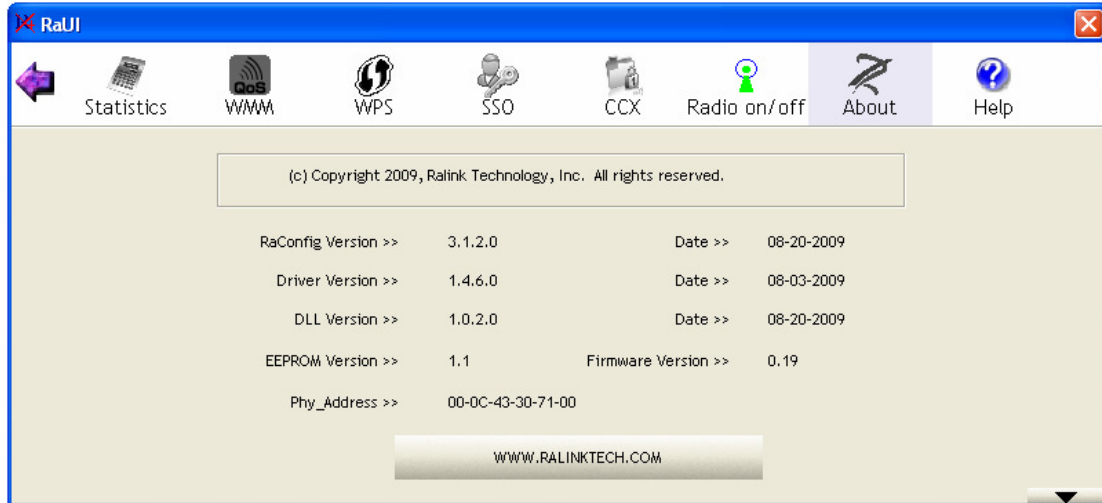 RaUI
QoS
Statistics WMM WPS SSO CCX Radio on/off About Help
(c) Copyright 2009, Ralink Technology, Inc. All rights reserved.
RaConfig Version >> 3.1.2.0 Date >> 08-20-2009
Driver Version >> 1.4.6.0 Date >> 08-03-2009
DLL Version >> 1.0.2.0 Date >> 08-20-2009
EEPROM Version >> 1.1 Firmware Version >> 0.19
Phy_Address >> 00-0C-43-30-71-00
WWW.RALINKTECH.COM